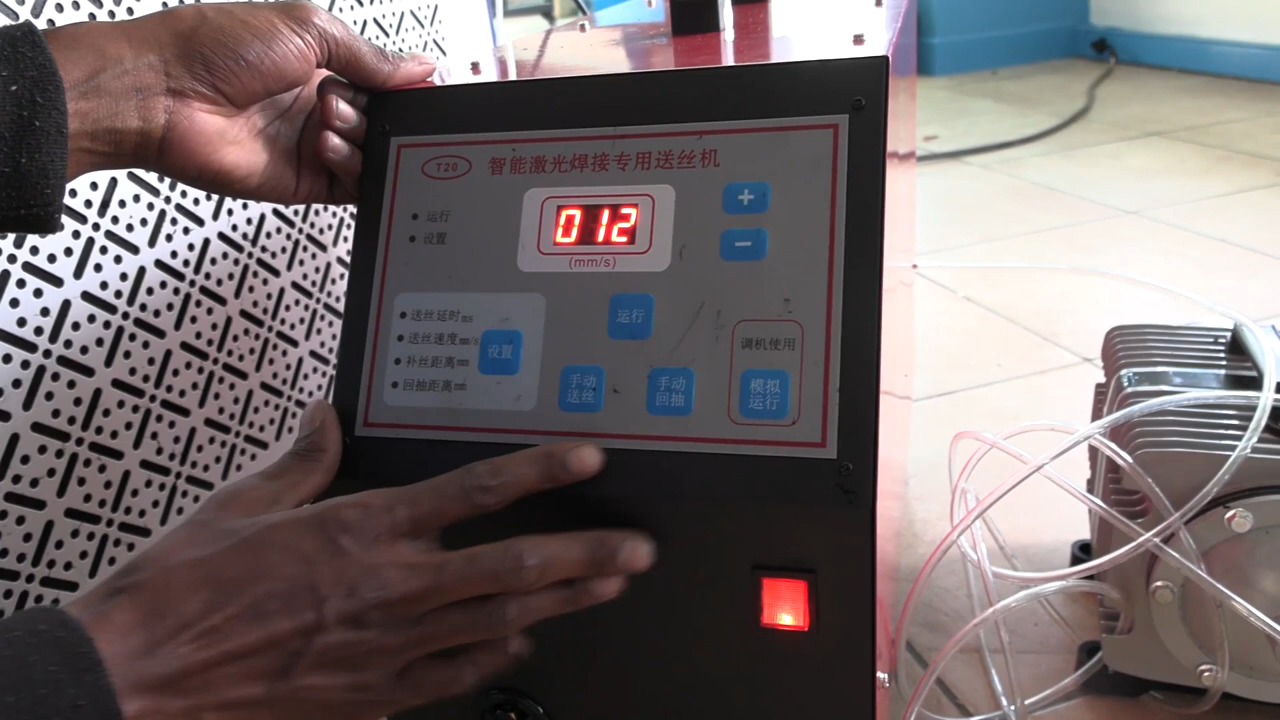 T20 智能激光焊接专用送丝机
运行
设置
012
(mm/s)
+
−
送丝延时ms
送丝速度mm/s
补丝距离mm
回抽距离mm
设置
运行
手动
送丝
手动
回抽
调机使用
模拟
运行